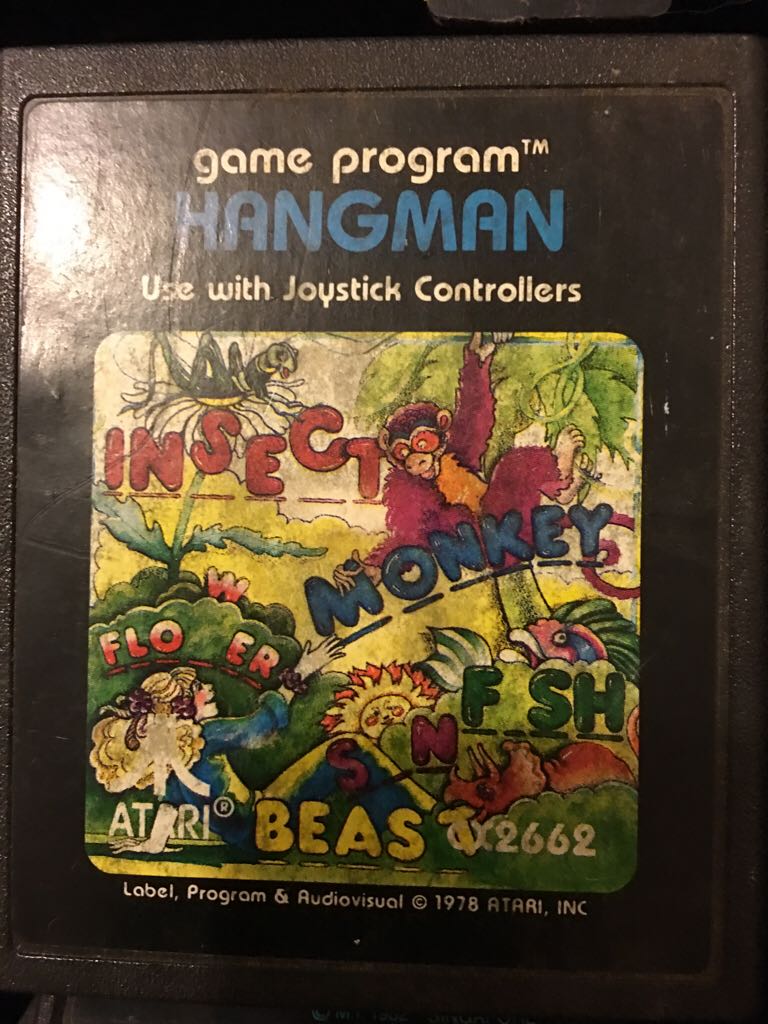 game program™
HANGMAN
Use with Joystick Controllers
INSECT
MONKEY
W
FLO ER
F SH
S N
ATARI®
BEAST
CX2662
Label, Program & Audiovisual © 1978 ATARI, INC